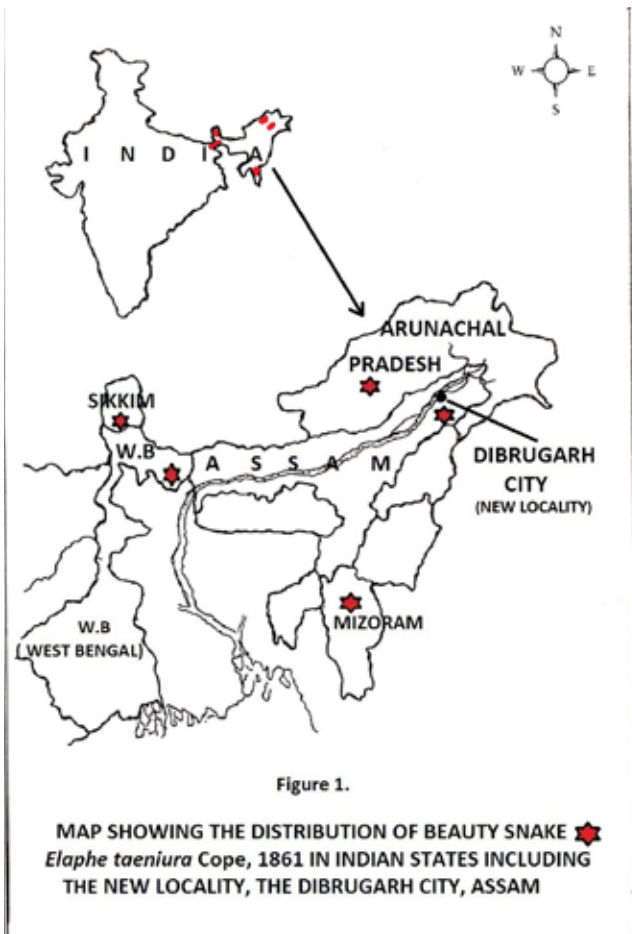 N
W E
S
I N D I A
ARUNACHAL
PRADESH
SIKKIM
W.B
A S S A M
DIBRUGARH
CITY
(NEW LOCALITY)
MIZORAM
W.B
( WEST BENGAL)
Figure 1.
MAP SHOWING THE DISTRIBUTION OF BEAUTY SNAKE
Elaphe taeniura Cope, 1861 IN INDIAN STATES INCLUDING
THE NEW LOCALITY, THE DIBRUGARH CITY, ASSAM